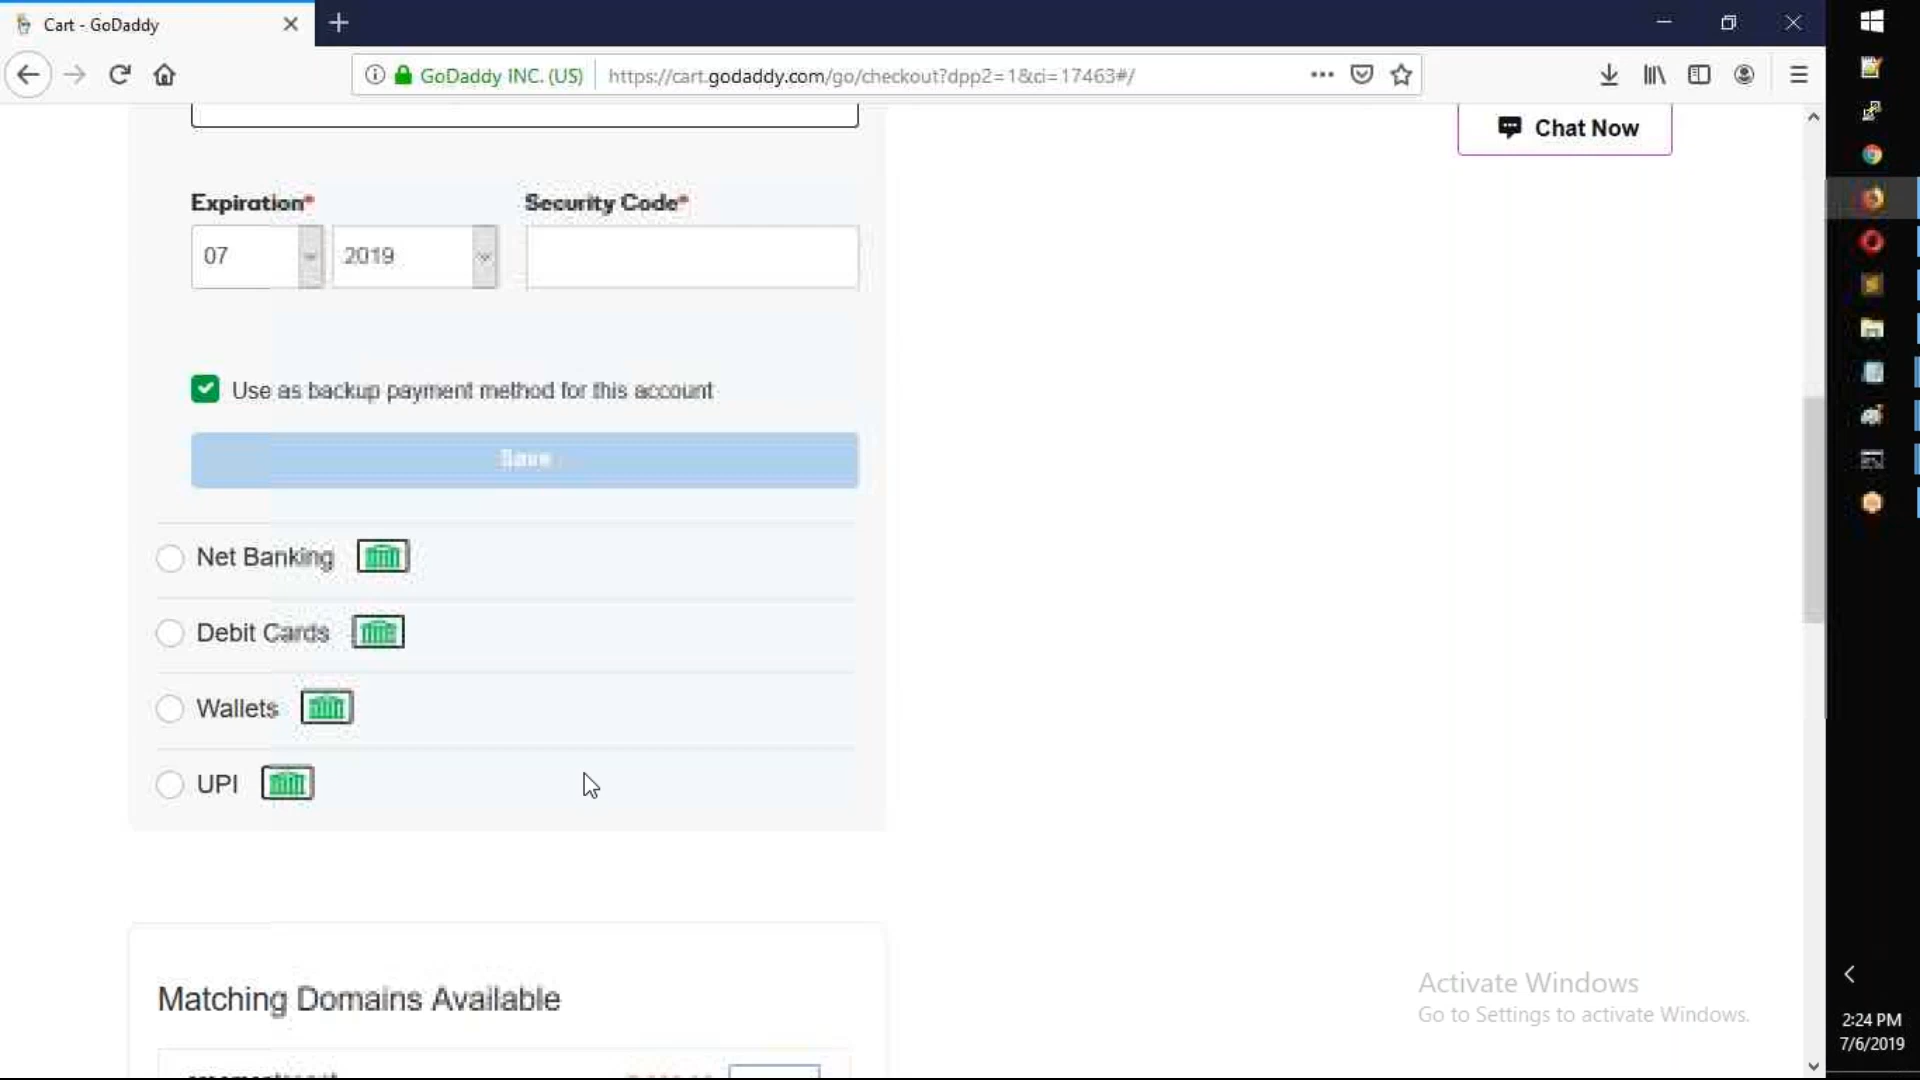 Cart - GoDaddy
GoDaddy INC. (US) https://cart.godaddy.com/go/checkout?dpp2=1&ci=17463#/
Chat Now
Expiration* Security Code*
07 2019
Use as backup payment method for this account
Save
Net Banking
Debit Cards
Wallets
UPI
Matching Domains Available
Activate Windows
Go to Settings to activate Windows.
2:24 PM
7/6/2019